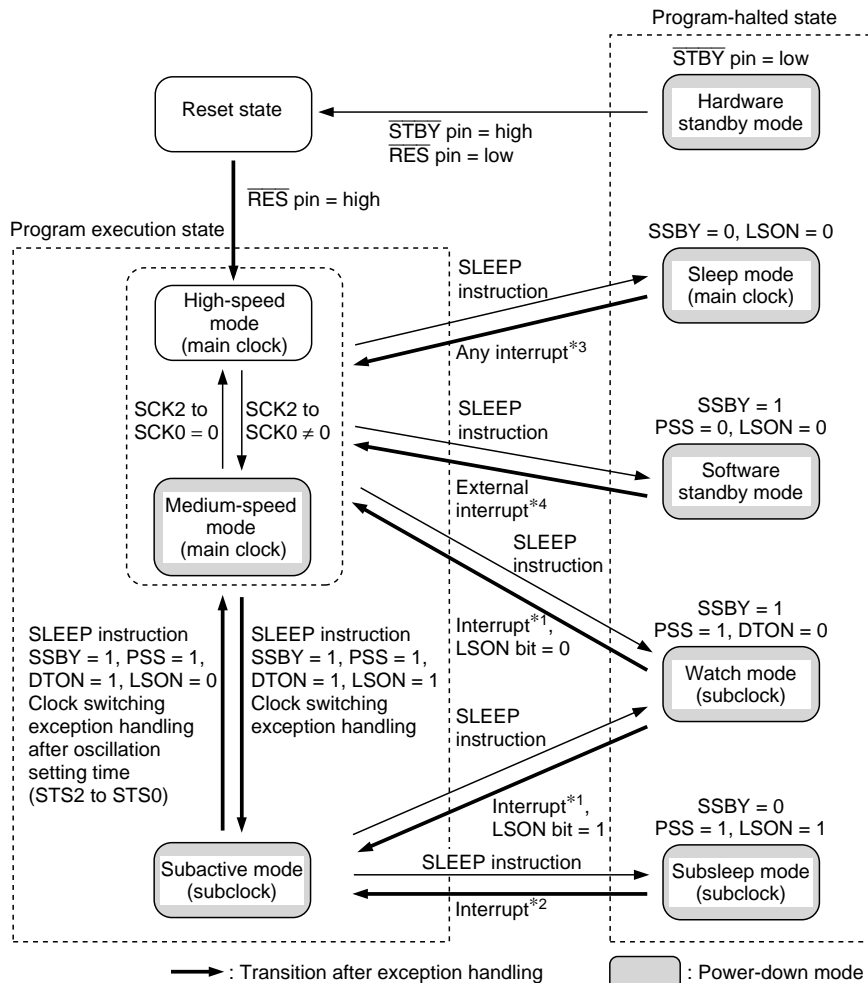 Program-halted state
STBY pin = low
Hardware
standby mode
Reset state
STBY pin = high
RES pin = low
RES pin = high
Program execution state
SSBY = 0, LSON = 0
Sleep mode
(main clock)
SLEEP
instruction
Any interrupt*3
High-speed
mode
(main clock)
SCK2 to
SCK0 = 0
SCK2 to
SCK0 ≠ 0
SSBY = 1
PSS = 0, LSON = 0
Software
standby mode
SLEEP
instruction
External
interrupt*4
Medium-speed
mode
(main clock)
SLEEP
instruction
Interrupt*1,
LSON bit = 0
SSBY = 1
PSS = 1, DTON = 0
Watch mode
(subclock)
SLEEP instruction
SSBY = 1, PSS = 1,
DTON = 1, LSON = 0
Clock switching
exception handling
after oscillation
setting time
(STS2 to STS0)
SLEEP instruction
SSBY = 1, PSS = 1,
DTON = 1, LSON = 1
Clock switching
exception handling
SLEEP
instruction
Interrupt*1,
LSON bit = 1
SSBY = 0
PSS = 1, LSON = 1
Subsleep mode
(subclock)
SLEEP instruction
Interrupt*2
Subactive mode
(subclock)
: Transition after exception handling
: Power-down mode